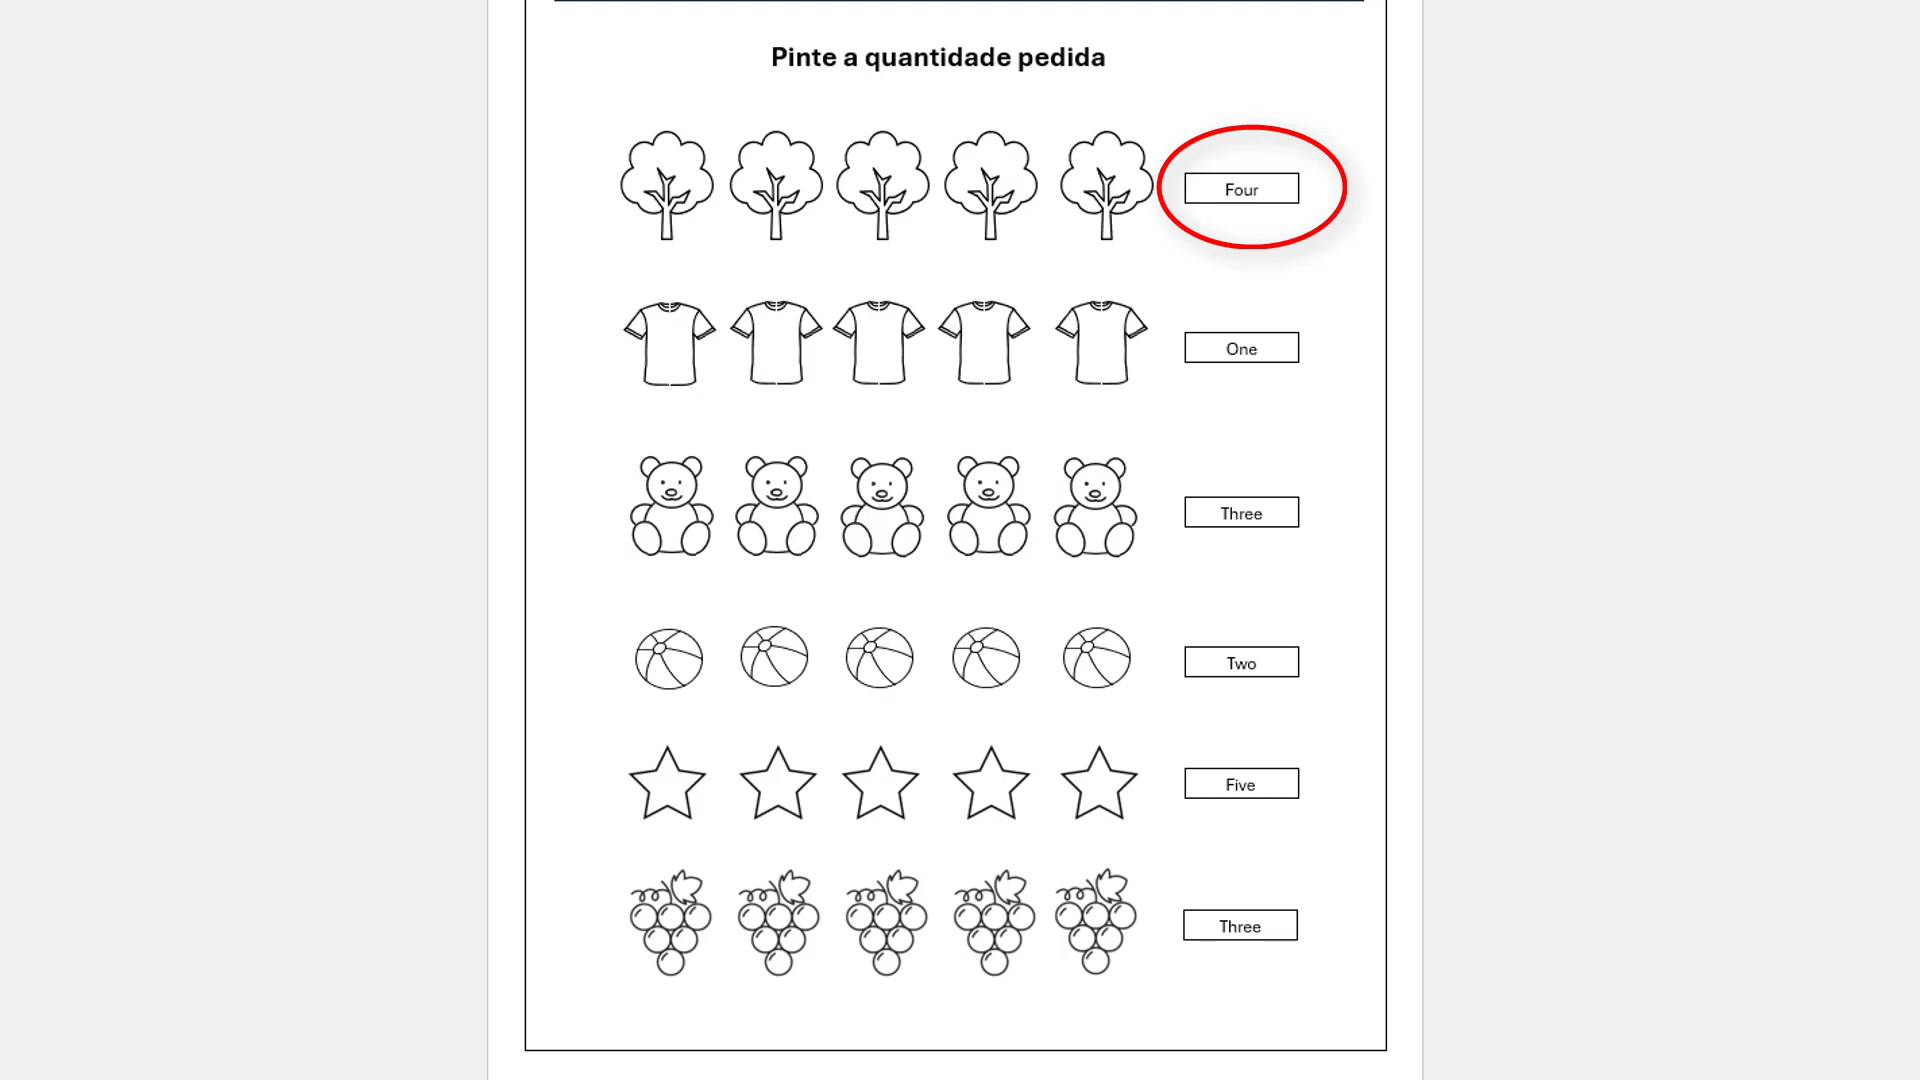 Pinte a quantidade pedida
Four
One
Three
Two
Five
Three